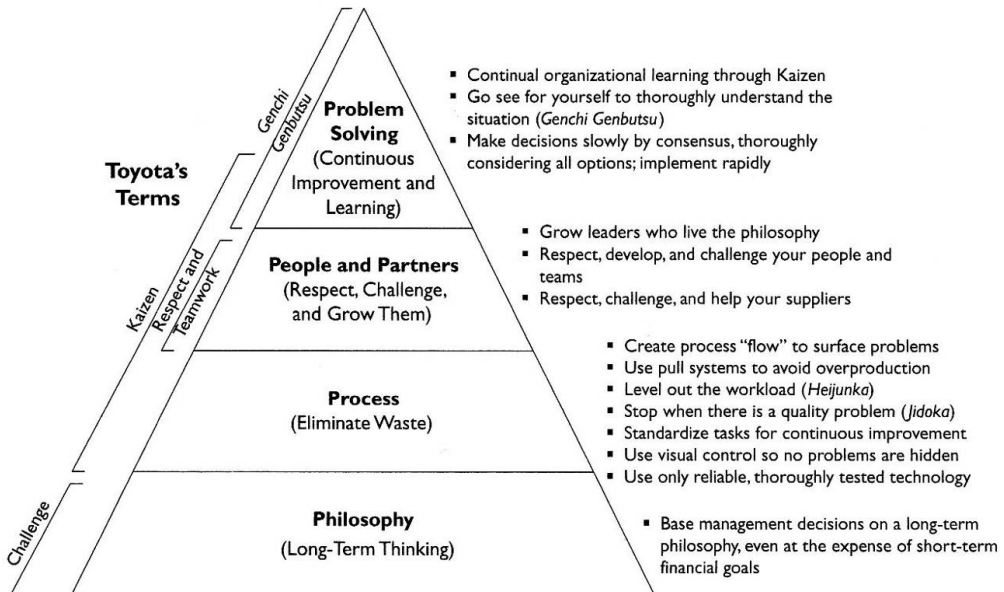 Toyota's
Terms
Genchi
Genbutsu
Kaizen
Respect and
Teamwork
Challenge
Problem
Solving
(Continuous
Improvement and
Learning)
▪ Continual organizational learning through Kaizen
▪ Go see for yourself to thoroughly understand the
situation (Genchi Genbutsu)
▪ Make decisions slowly by consensus, thoroughly
considering all options; implement rapidly
People and Partners
(Respect, Challenge,
and Grow Them)
▪ Grow leaders who live the philosophy
▪ Respect, develop, and challenge your people and
teams
▪ Respect, challenge, and help your suppliers
Process
(Eliminate Waste)
▪ Create process “flow” to surface problems
▪ Use pull systems to avoid overproduction
▪ Level out the workload (Heijunka)
▪ Stop when there is a quality problem (Jidoka)
▪ Standardize tasks for continuous improvement
▪ Use visual control so no problems are hidden
▪ Use only reliable, thoroughly tested technology
Philosophy
(Long-Term Thinking)
▪ Base management decisions on a long-term
philosophy, even at the expense of short-term
financial goals